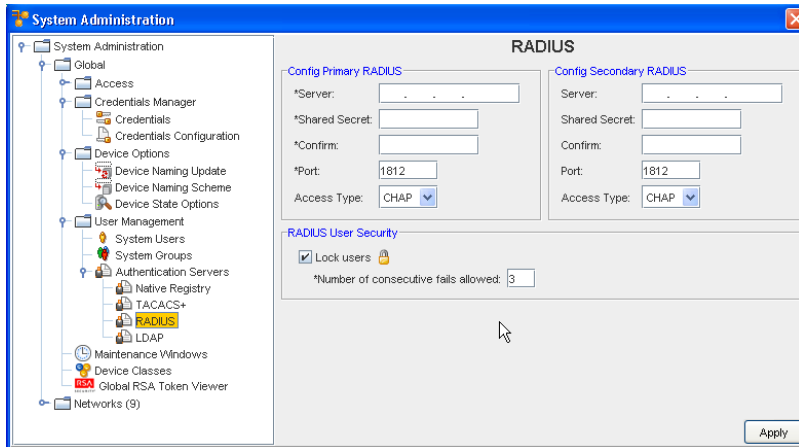 System Administration
System Administration
Global
Access
Credentials Manager
Credentials
Credentials Configuration
Device Options
Device Naming Update
Device Naming Scheme
Device State Options
User Management
System Users
System Groups
Authentication Servers
Native Registry
TACACS+
RADIUS
LDAP
Maintenance Windows
Device Classes
RSA Global RSA Token Viewer
Networks (9)
RADIUS
Config Primary RADIUS
*Server: . . .
*Shared Secret:
*Confirm:
*Port: 1812
Access Type: CHAP
Config Secondary RADIUS
Server: . . .
Shared Secret:
Confirm:
Port: 1812
Access Type: CHAP
RADIUS User Security
Lock users
*Number of consecutive fails allowed: 3
Apply